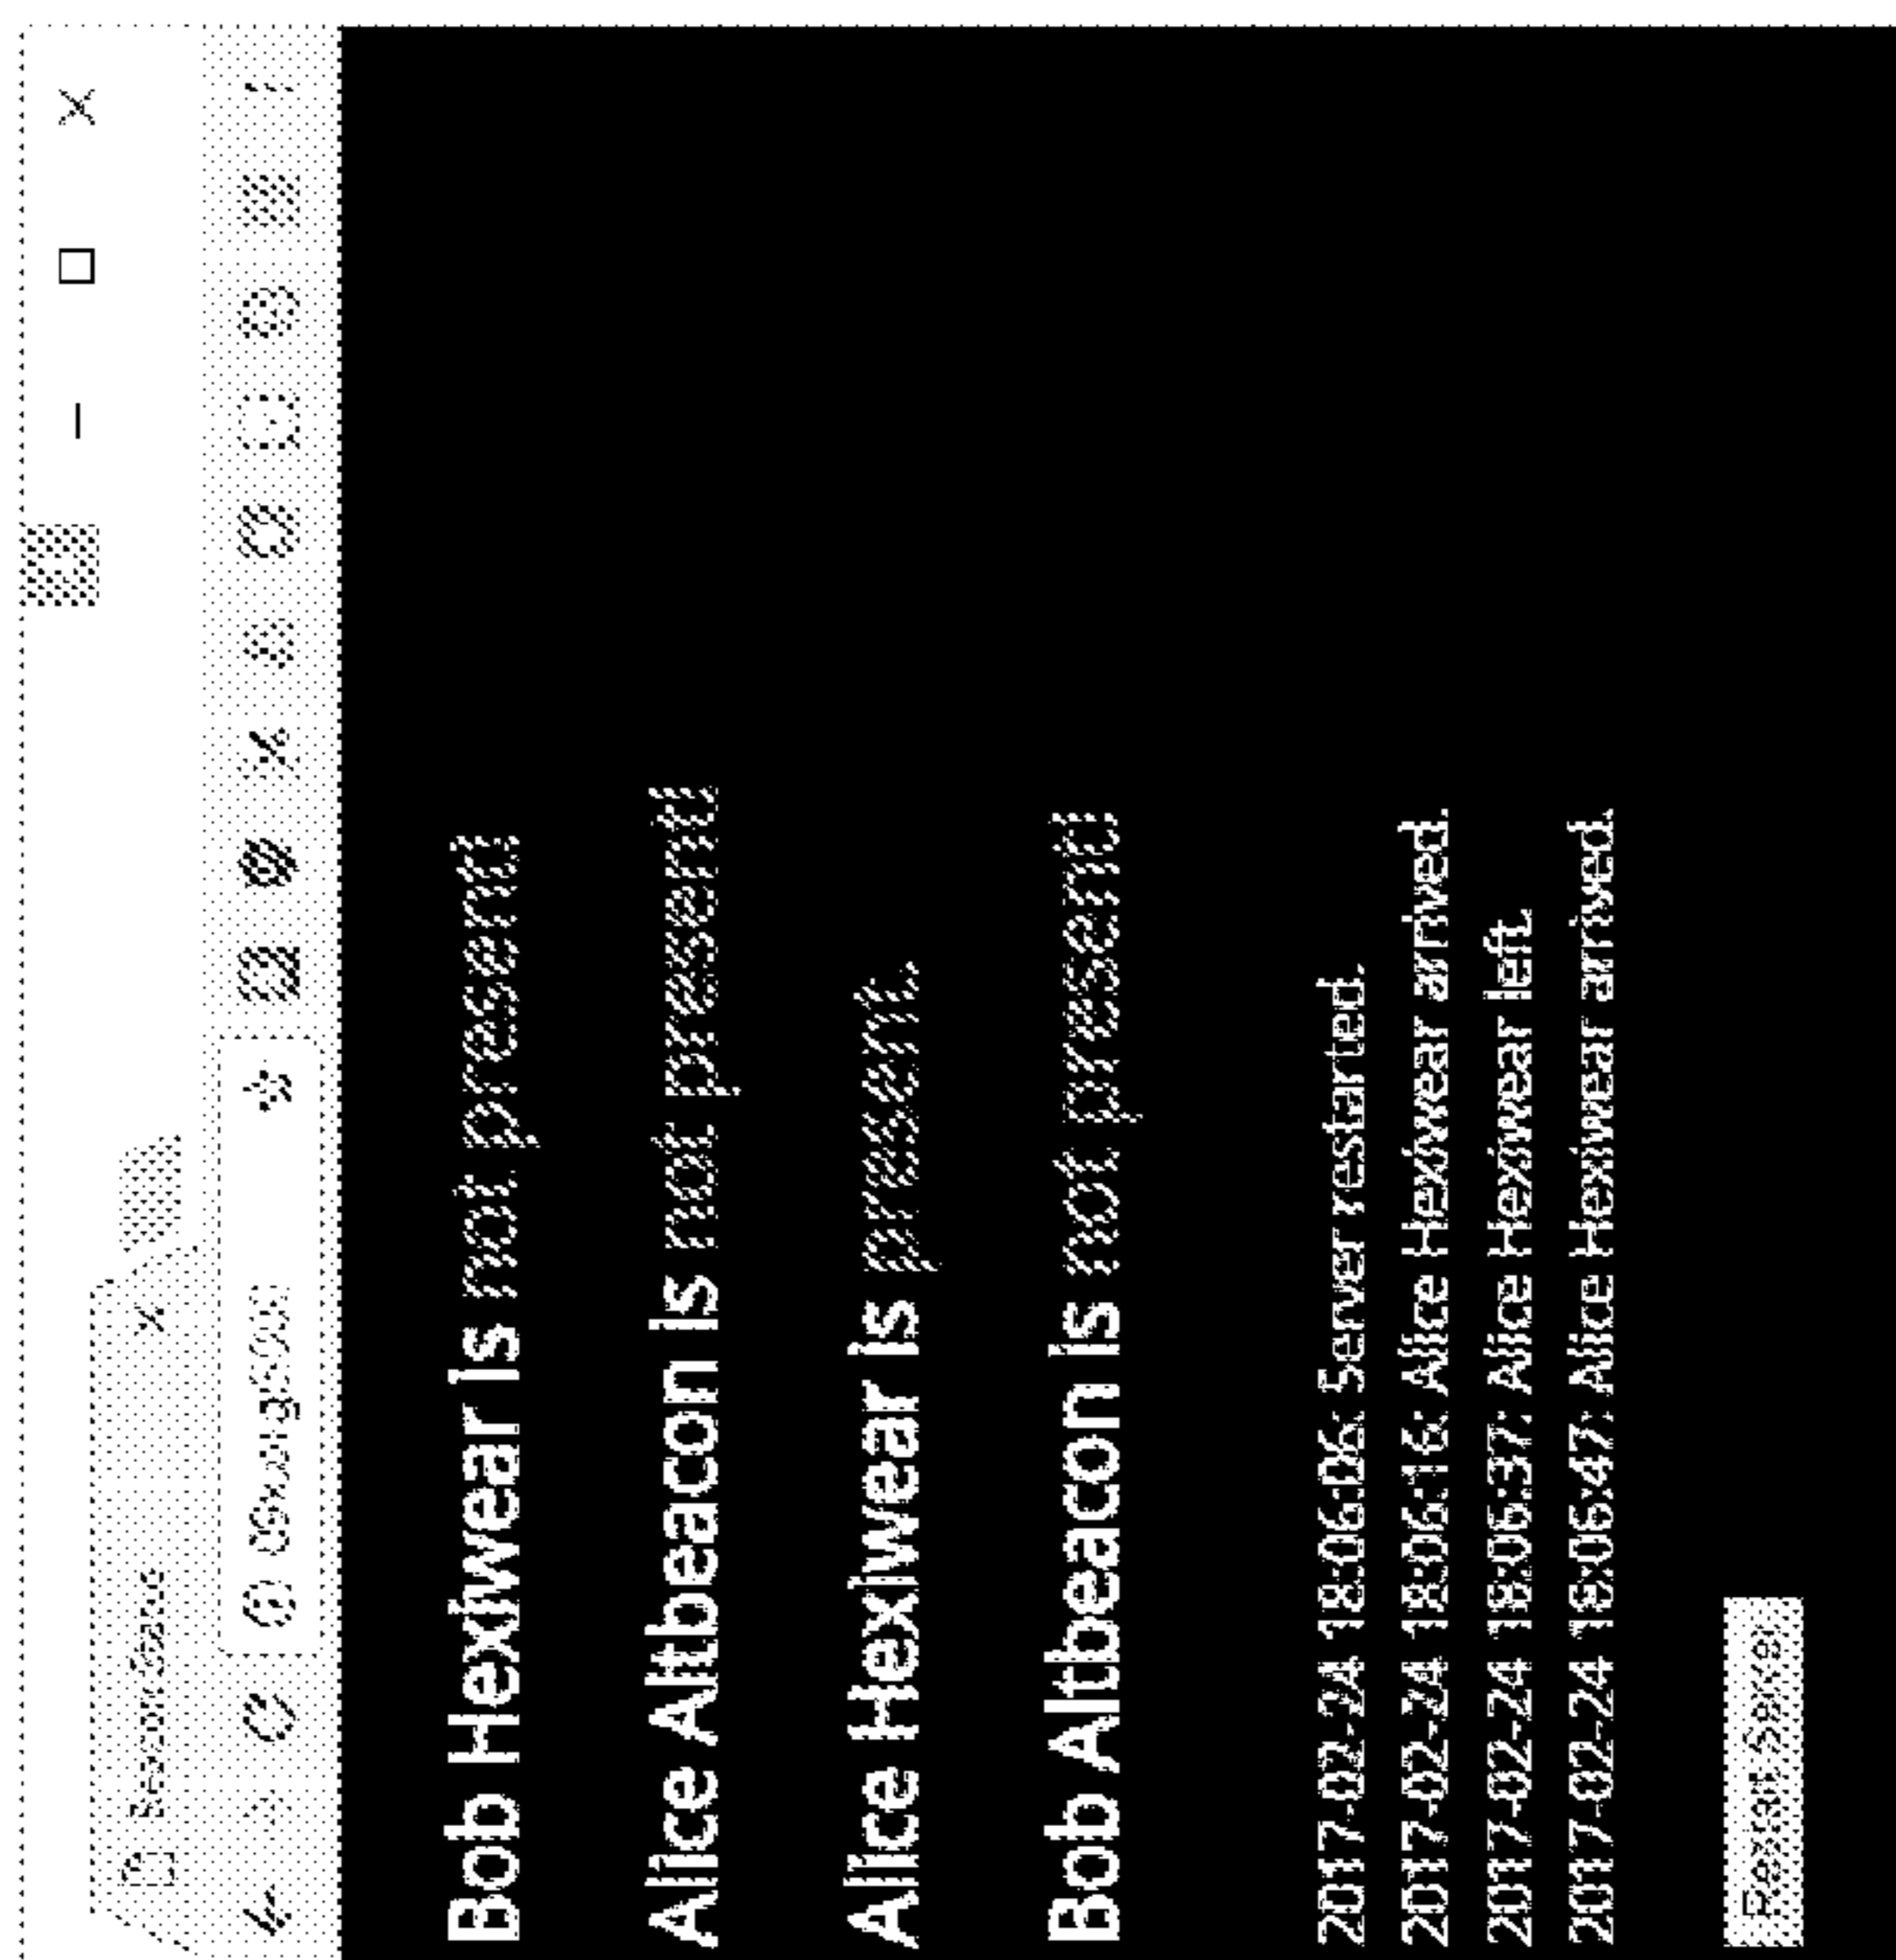 Bob Hexiwear is not present
Alice Altbeacon is not present
Alice Hexiwear is present.
Bob Altbeacon is not present
2017-02-24 18:06:06: Server restarted.
2017-02-24 18:06:16: Alice Hexiwear arrived.
2017-02-24 18:06:37: Alice Hexiwear left.
2017-02-24 18:06:47: Alice Hexiwear arrived.
Restart Server